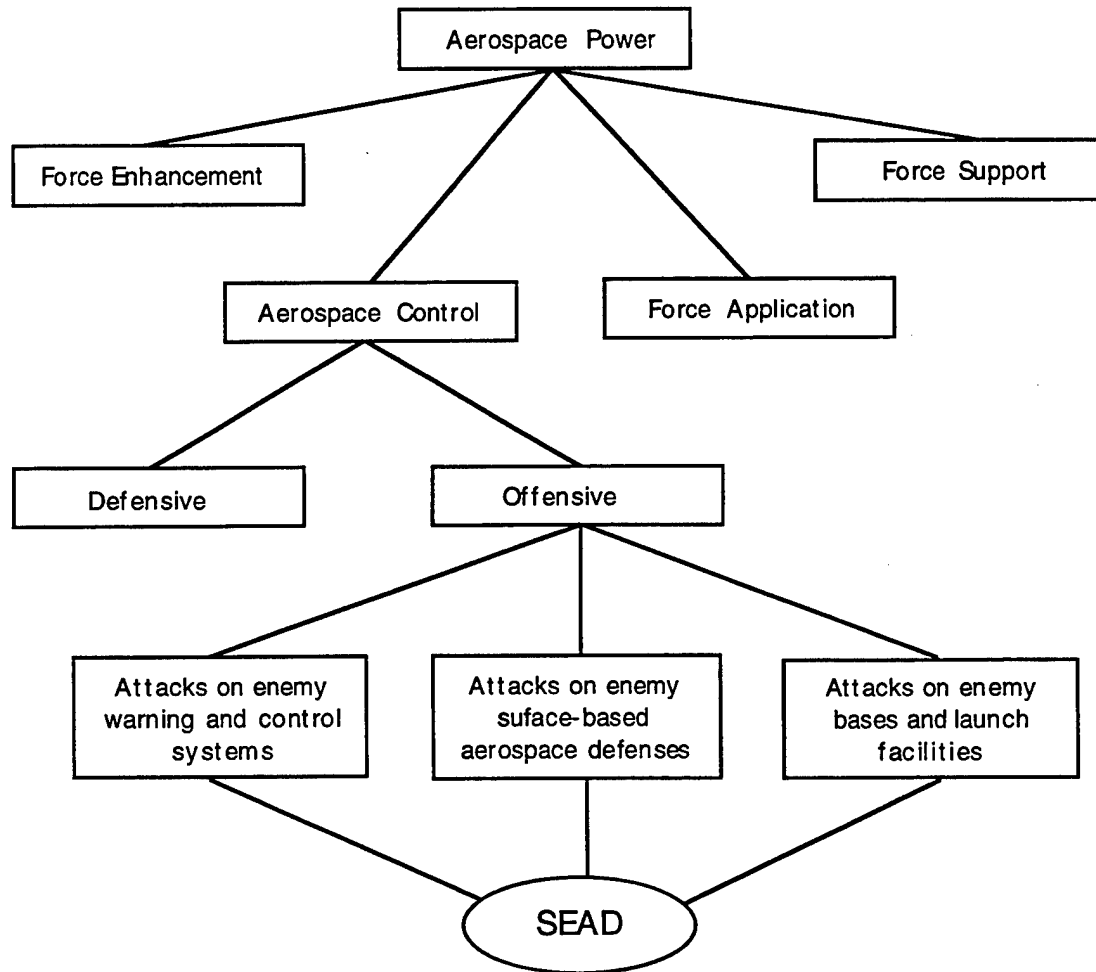 Aerospace Power
Force Enhancement
Force Support
Aerospace Control
Force Application
Defensive
Offensive
Attacks on enemy
warning and control
systems
Attacks on enemy
suface-based
aerospace defenses
Attacks on enemy
bases and launch
facilities
SEAD